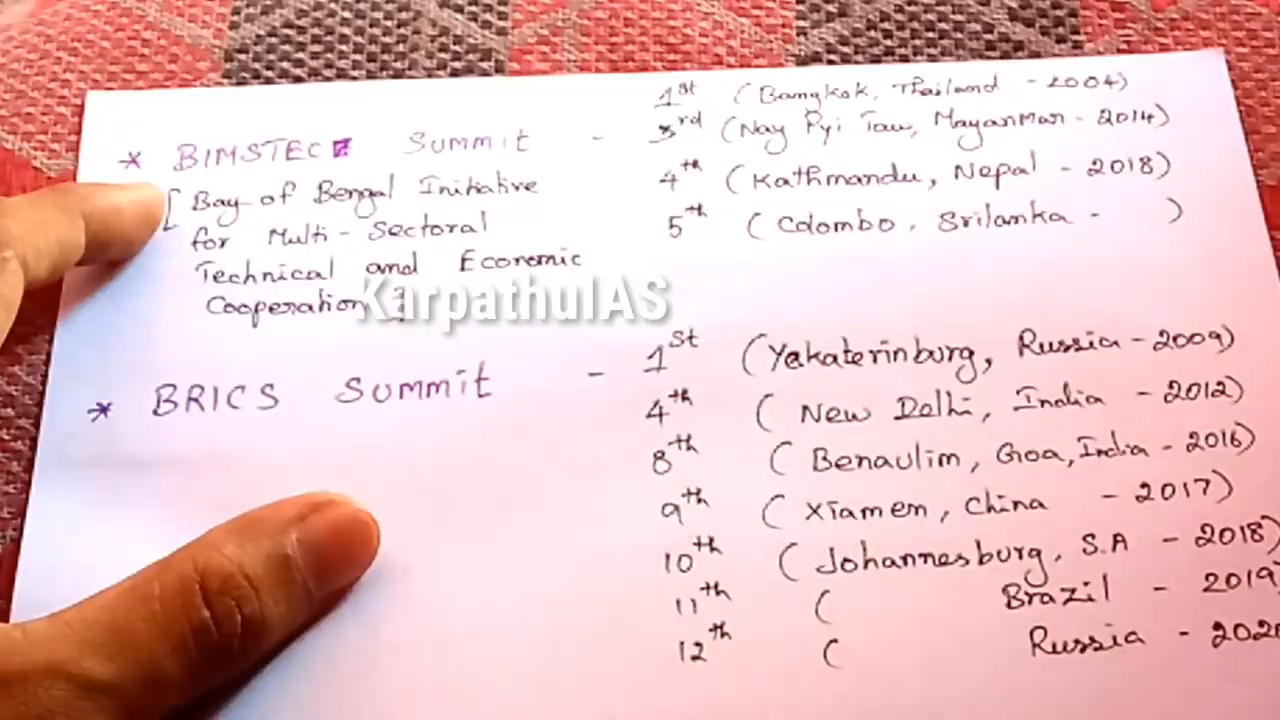 1st (Bangkok, Thailand - 2004)
* BIMSTEC Summit - 3rd (Nay Pyi Taw, Mayanmar - 2014)
[Bay of Bengal Initiative 4th (Kathmandu, Nepal - 2018)
for Multi-Sectoral 5th (Colombo, Srilanka - )
Technical and Economic
Cooperation]
KarpathuIAS
* BRICS Summit - 1st (Yekaterinburg, Russia - 2009)
4th (New Delhi, India - 2012)
8th (Benaulim, Goa, India - 2016)
9th (Xiamen, China - 2017)
10th (Johannesburg, S.A - 2018)
11th ( Brazil - 2019
12th ( Russia - 2020